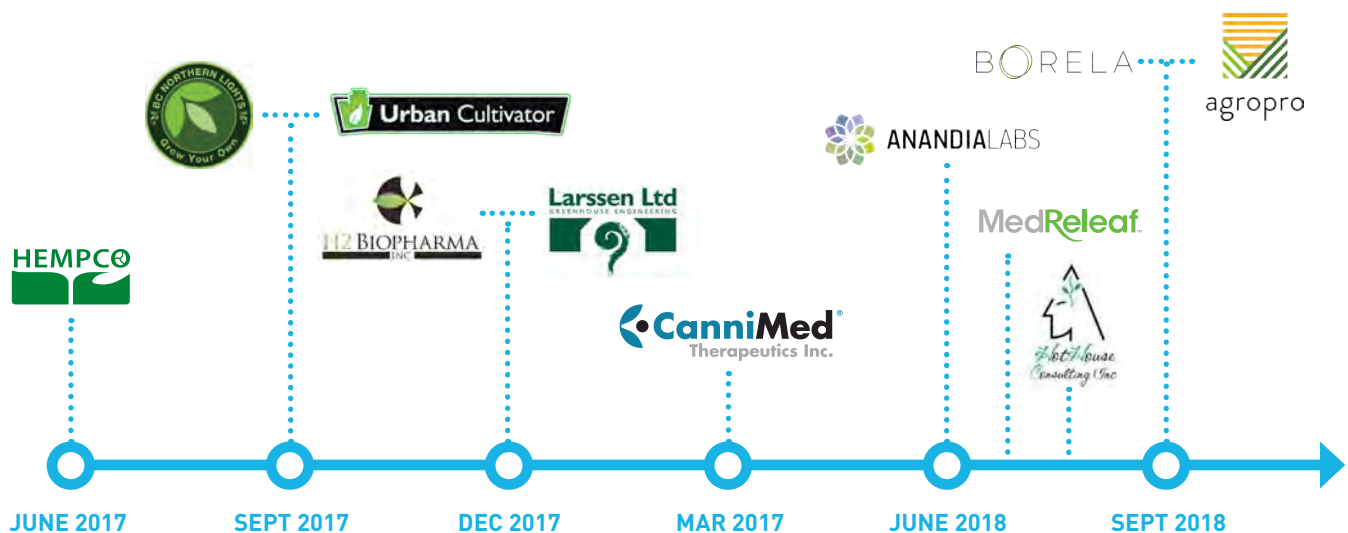 BC NORTHERN LIGHTS
Grow Your Own
Urban Cultivator
BORELA
agropro
ANANDIALABS
H2 BIOPHARMA
INC
Larssen Ltd
GREENHOUSE ENGINEERING
MedReleaf
HEMPCO
CanniMed®
Therapeutics Inc.
HotHouse
Consulting Inc
JUNE 2017
SEPT 2017
DEC 2017
MAR 2017
JUNE 2018
SEPT 2018